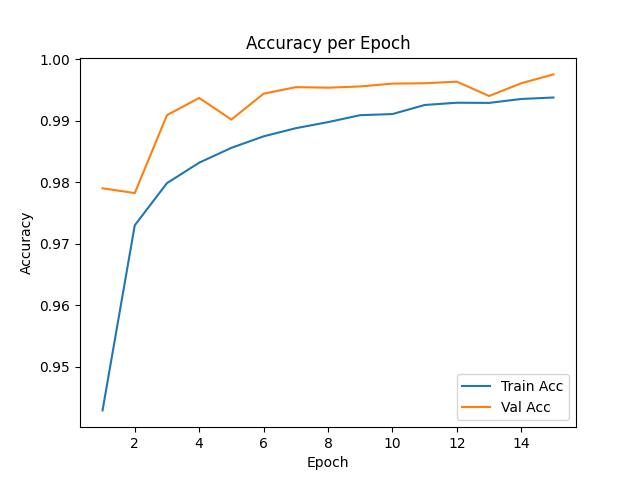 Accuracy per Epoch
1.00
0.99
0.98
0.97
0.96
0.95
Accuracy
2 4 6 8 10 12 14
Epoch
Train Acc
Val Acc